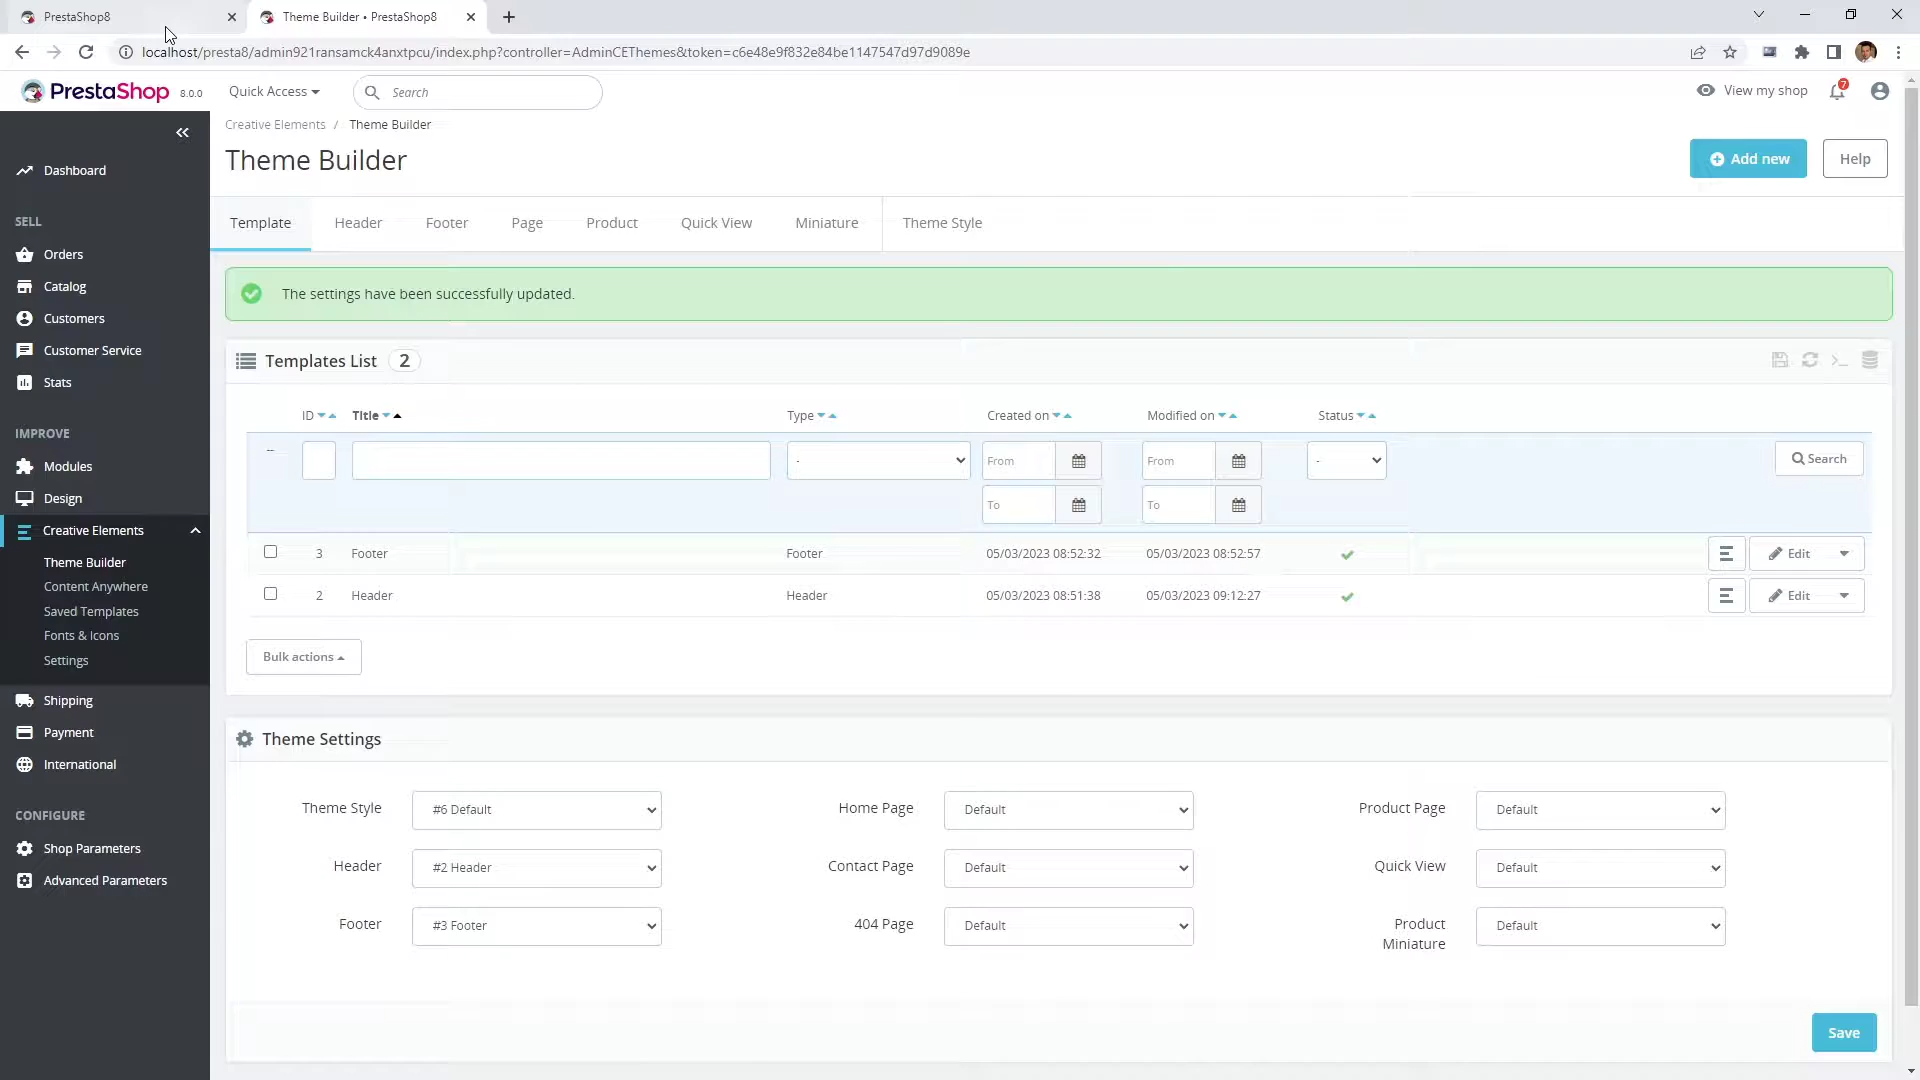 PrestaShop8
Theme Builder • PrestaShop8
localhost/presta8/admin921ransamck4anxtpcu/index.php?controller=AdminCEThemes&token=c6e48e9f832e84be1147547d97d9089e
PrestaShop 8.0.0
Quick Access
Search
View my shop
7
Creative Elements / Theme Builder
Theme Builder
Add new
Help
Dashboard
SELL
Orders
Catalog
Customers
Customer Service
Stats
IMPROVE
Modules
Design
Creative Elements
Theme Builder
Content Anywhere
Saved Templates
Fonts & Icons
Settings
Shipping
Payment
International
CONFIGURE
Shop Parameters
Advanced Parameters
Template Header Footer Page Product Quick View Miniature Theme Style
The settings have been successfully updated.
Templates List 2
ID Title Type Created on Modified on Status
-- - From From - Search
To To
3 Footer Footer 05/03/2023 08:52:32 05/03/2023 08:52:57 Edit
2 Header Header 05/03/2023 08:51:38 05/03/2023 09:12:27 Edit
Bulk actions
Theme Settings
Theme Style #6 Default Home Page Default Product Page Default
Header #2 Header Contact Page Default Quick View Default
Footer #3 Footer 404 Page Default Product Default
Miniature
Save